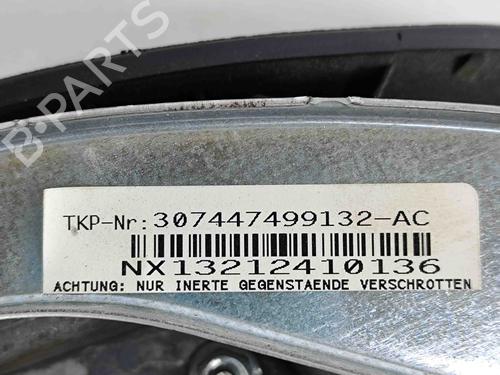 B-PARTS
TKP-Nr:307447499132-AC
NX13212410136
ACHTUNG: NUR INERTE GEGENSTAENDE VERSCHROTTEN